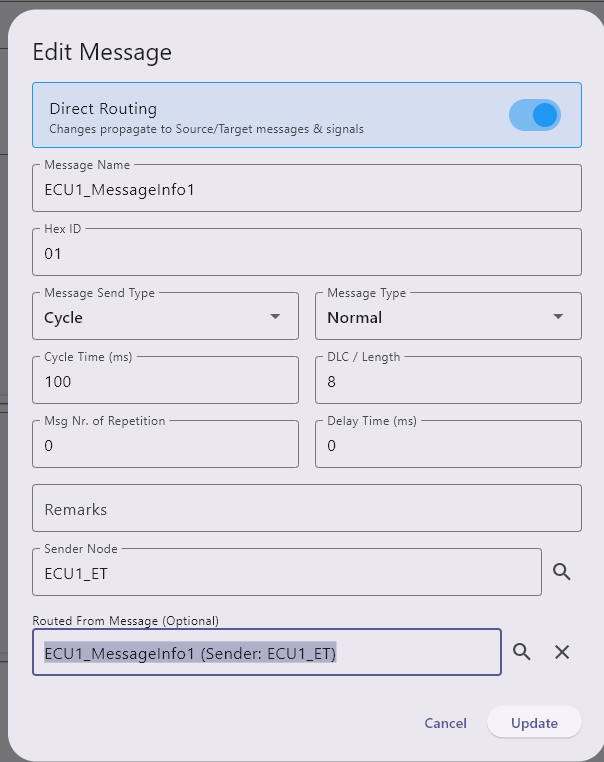 Edit Message
Direct Routing
Changes propagate to Source/Target messages & signals
Message Name
ECU1_MessageInfo1
Hex ID
01
Message Send Type
Message Type
Cycle
Normal
Cycle Time (ms)
DLC / Length
100
8
Msg Nr. of Repetition
Delay Time (ms)
0
0
Remarks
Sender Node
ECU1_ET
Routed From Message (Optional)
ECU1_MessageInfo1 (Sender: ECU1_ET)
Cancel
Update